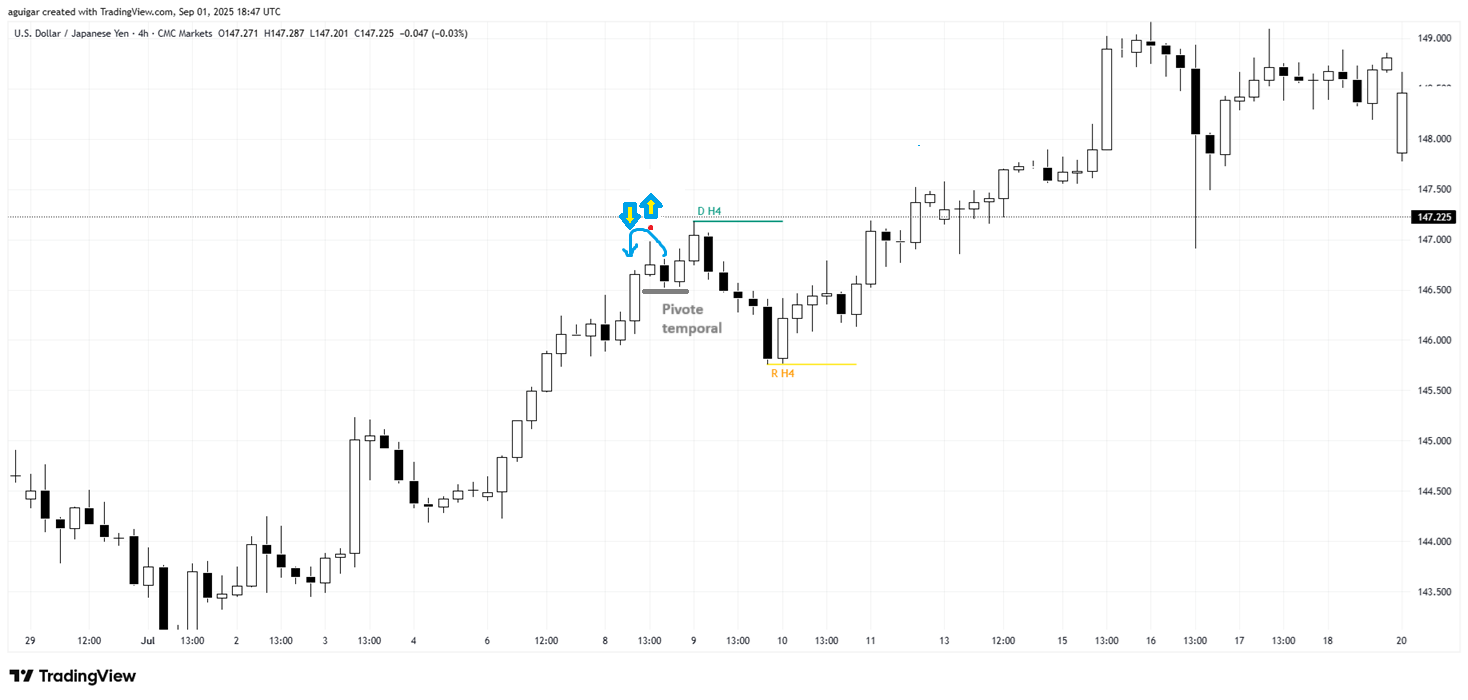 aguigar created with TradingView.com, Sep 01, 2025 18:47 UTC
U.S. Dollar / Japanese Yen · 4h · CMC Markets O147.271 H147.287 L147.201 C147.225 −0.047 (−0.03%)
149.000
148.000
147.500
D H4
147.225
147.000
146.500
Pivote
temporal
146.000
R H4
145.500
145.000
144.500
144.000
143.500
29 12:00 Jul 13:00 2 13:00 3 13:00 4 6 12:00 8 13:00 9 13:00 10 13:00 11 13 12:00 15 13:00 16 13:00 17 13:00 18 20
TradingView